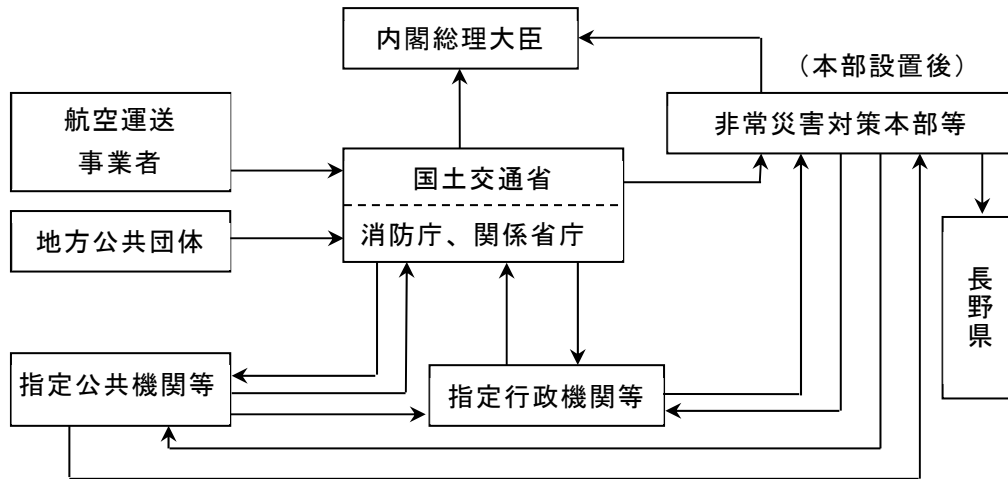 内閣総理大臣
（本部設置後）
航空運送
事業者
非常災害対策本部等
国土交通省
地方公共団体
消防庁、関係省庁
長野県
指定公共機関等
指定行政機関等